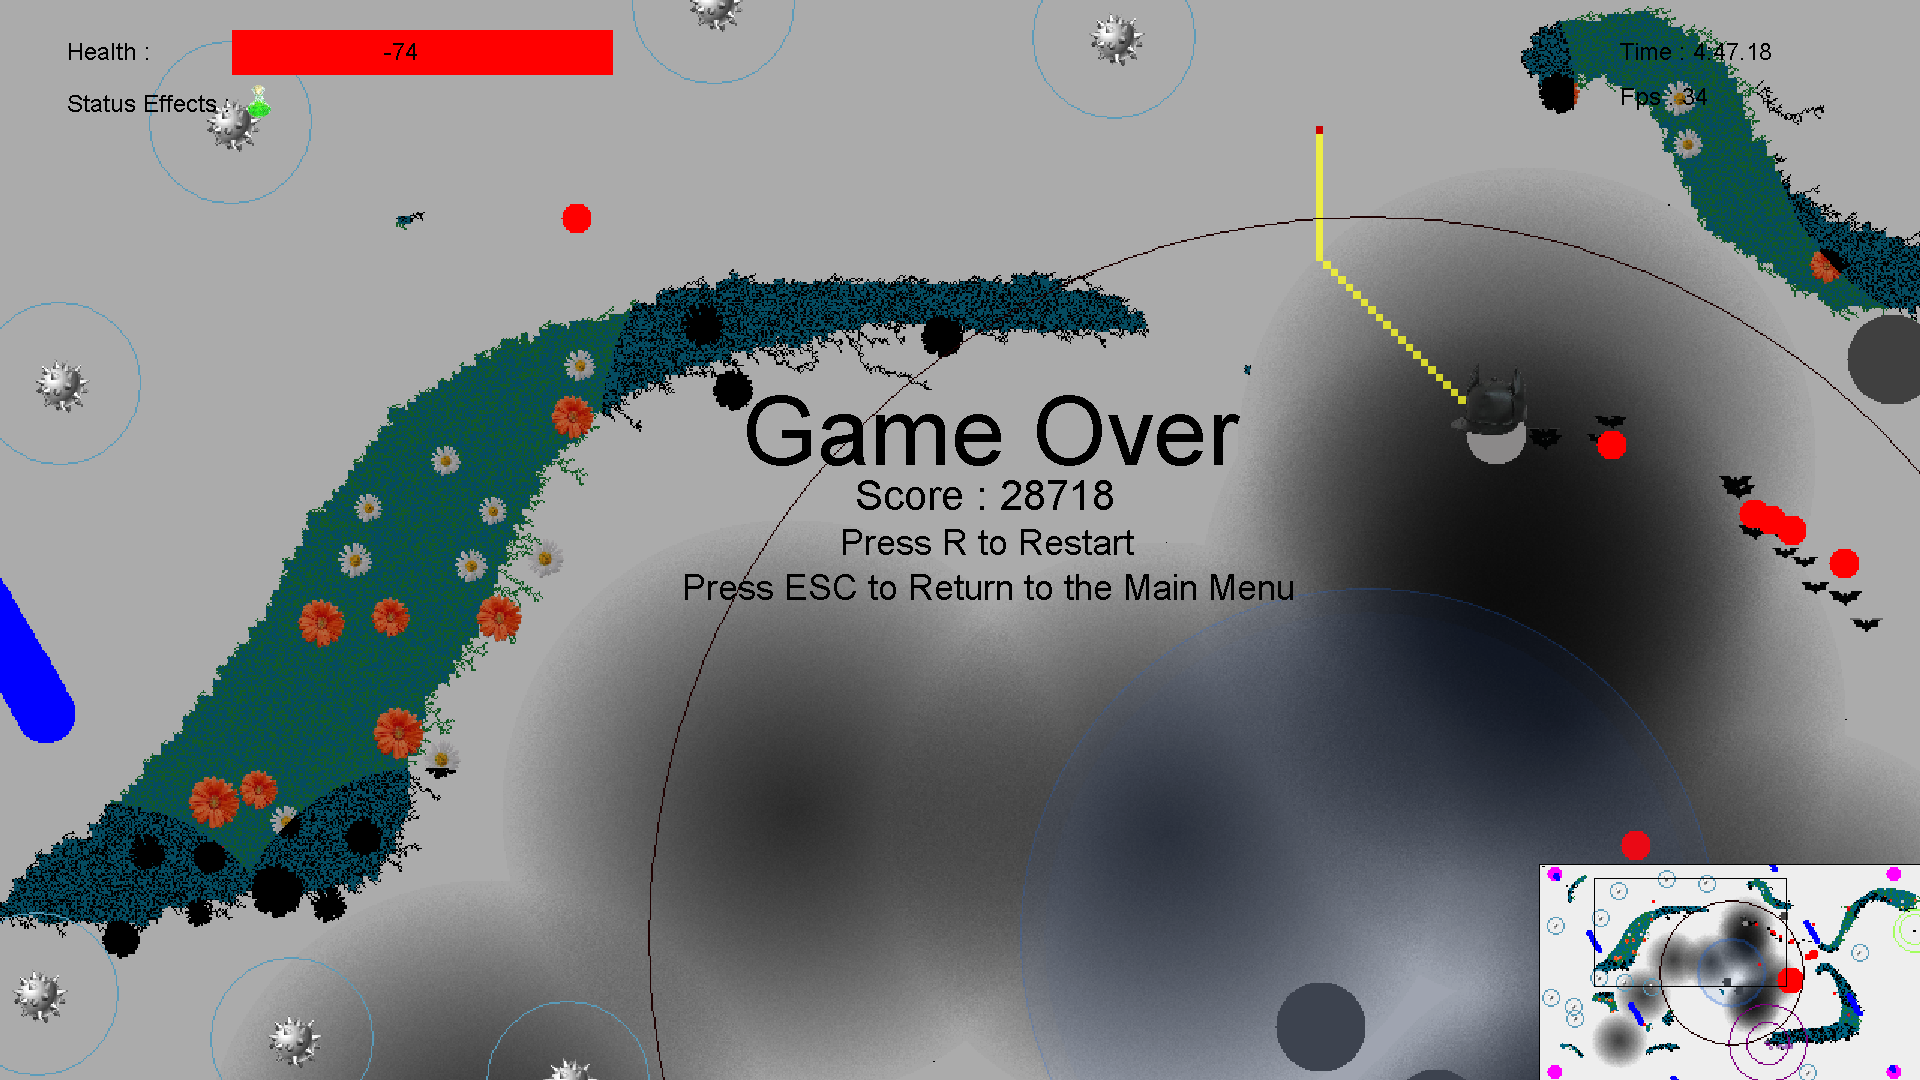 Health : -74
Time : 4.47.18
Status Effects :
Fps : 34
Game Over
Score : 28718
Press R to Restart
Press ESC to Return to the Main Menu